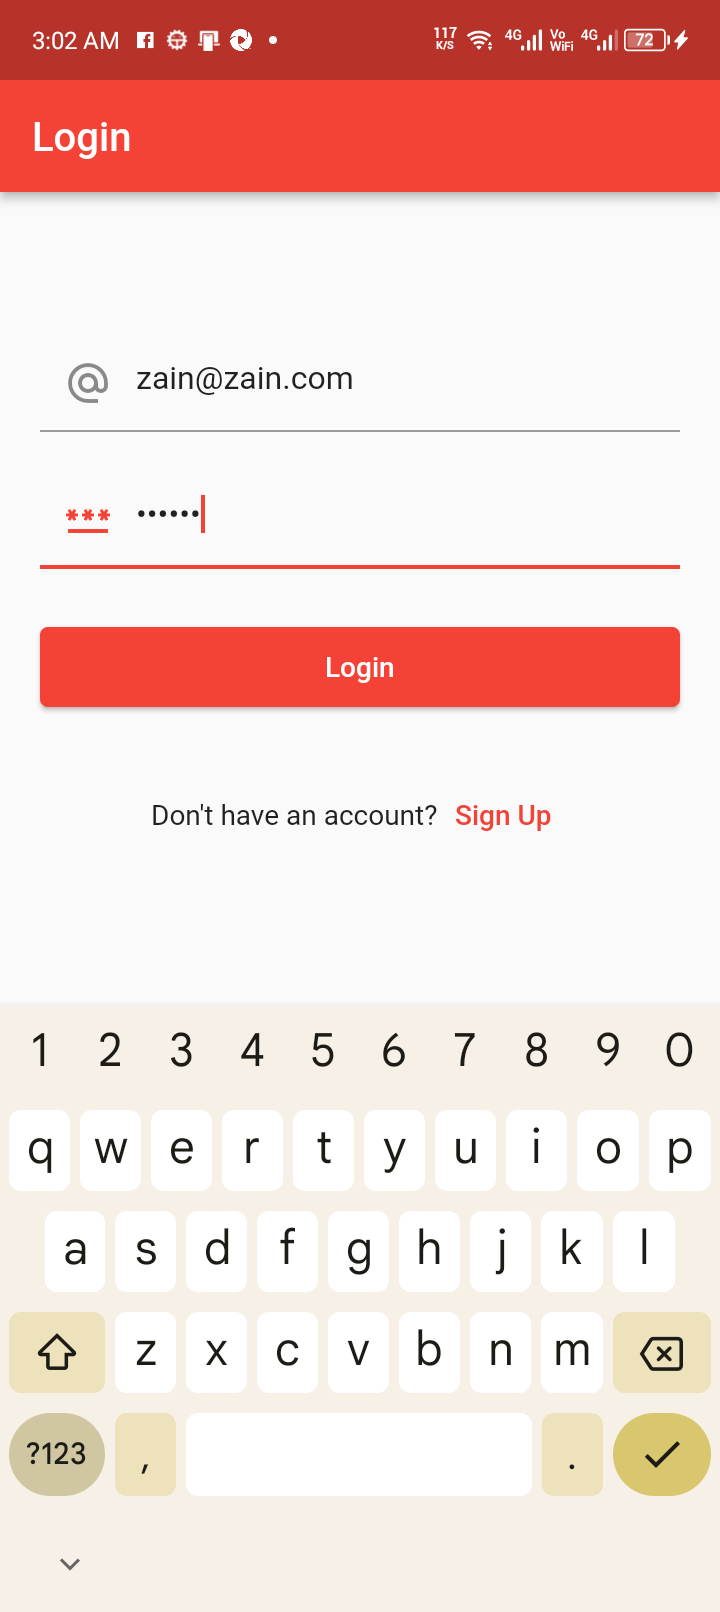 3:02 AM 117 K/S 4G Vo WiFi 4G 72
Login
zain@zain.com
***
••••••
Login
Don't have an account? Sign Up
1 2 3 4 5 6 7 8 9 0
q w e r t y u i o p
a s d f g h j k l
z x c v b n m
?123 , .